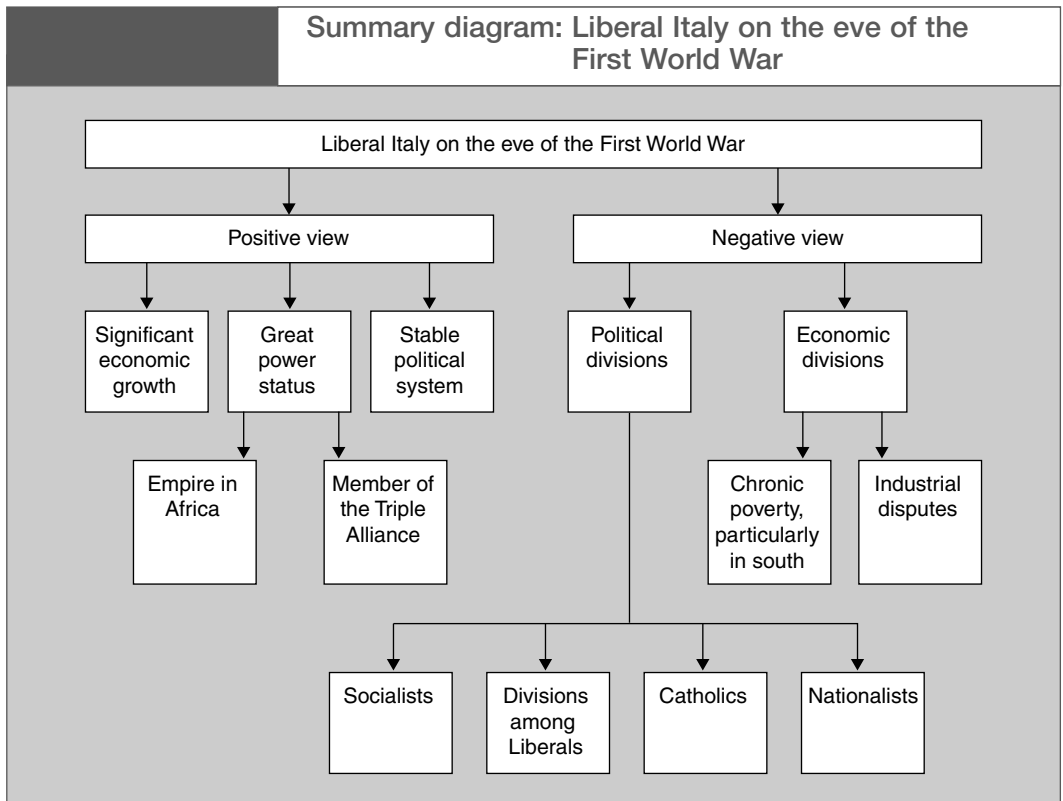 Summary diagram: Liberal Italy on the eve of the
First World War
Liberal Italy on the eve of the First World War
Positive view
Negative view
Significant
economic
growth
Great
power
status
Stable
political
system
Political
divisions
Economic
divisions
Empire in
Africa
Member of
the Triple
Alliance
Chronic
poverty,
particularly
in south
Industrial
disputes
Socialists
Divisions
among
Liberals
Catholics
Nationalists